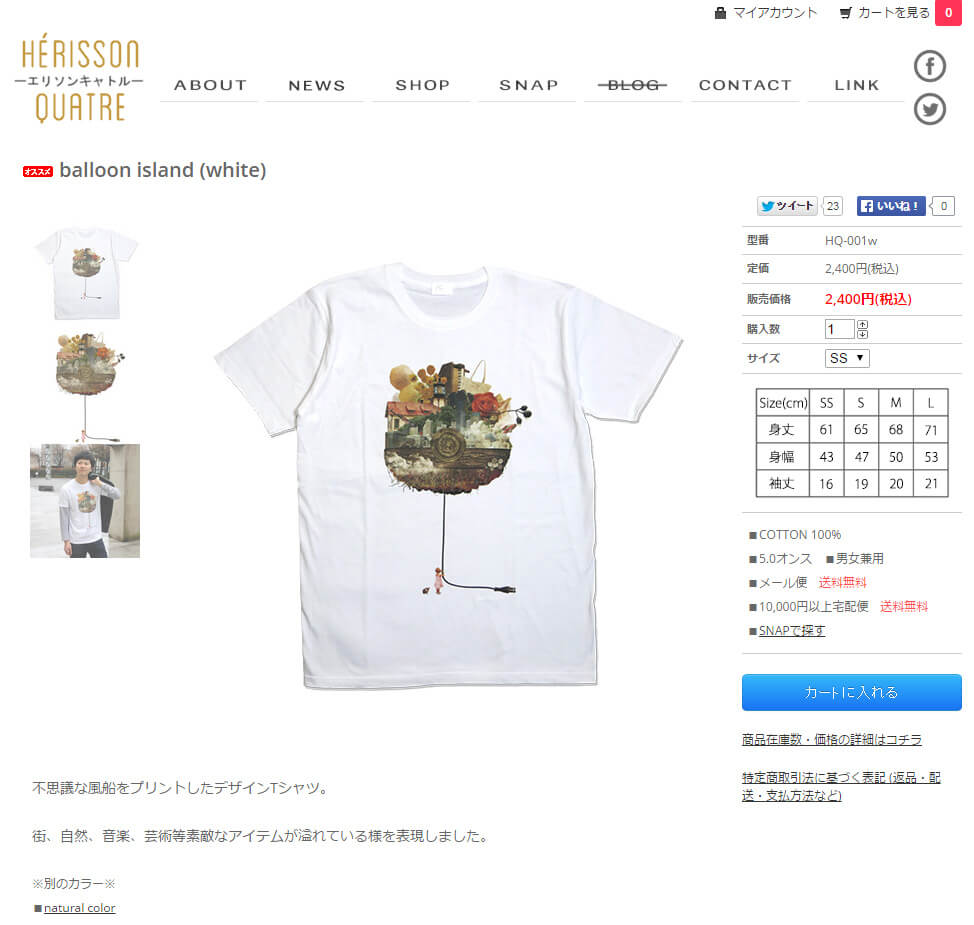 マイアカウント カートを見る 0
HÉRISSON
ーエリソンキャトルー
QUATRE
ABOUT NEWS SHOP SNAP BLOG CONTACT LINK
オススメ balloon island (white)
ツイート 23 いいね！ 0
型番 HQ-001w
定価 2,400円(税込)
販売価格 2,400円(税込)
購入数 1
サイズ SS
Size(cm) SS S M L
身丈 61 65 68 71
身幅 43 47 50 53
袖丈 16 19 20 21
■COTTON 100%
■5.0オンス ■男女兼用
■メール便 送料無料
■10,000円以上宅配便 送料無料
■SNAPで探す
カートに入れる
商品在庫数・価格の詳細はコチラ
特定商取引法に基づく表記 (返品・配
送・支払方法など)
不思議な風船をプリントしたデザインTシャツ。
街、自然、音楽、芸術等素敵なアイテムが溢れている様を表現しました。
※別のカラー※
■natural color